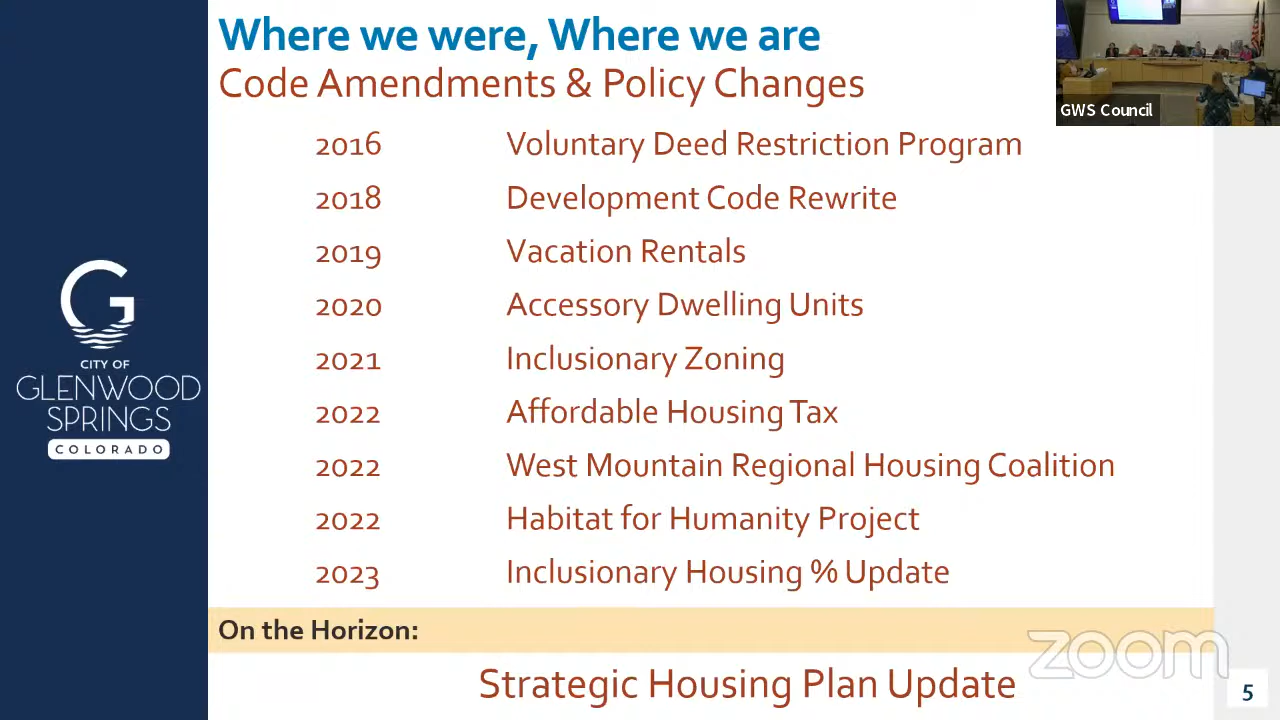 Where we were, Where we are
Code Amendments & Policy Changes
GWS Council
2016 Voluntary Deed Restriction Program
2018 Development Code Rewrite
2019 Vacation Rentals
2020 Accessory Dwelling Units
2021 Inclusionary Zoning
2022 Affordable Housing Tax
2022 West Mountain Regional Housing Coalition
2022 Habitat for Humanity Project
2023 Inclusionary Housing % Update
On the Horizon:
Strategic Housing Plan Update
G
CITY OF
GLENWOOD
SPRINGS
COLORADO
zoom
5